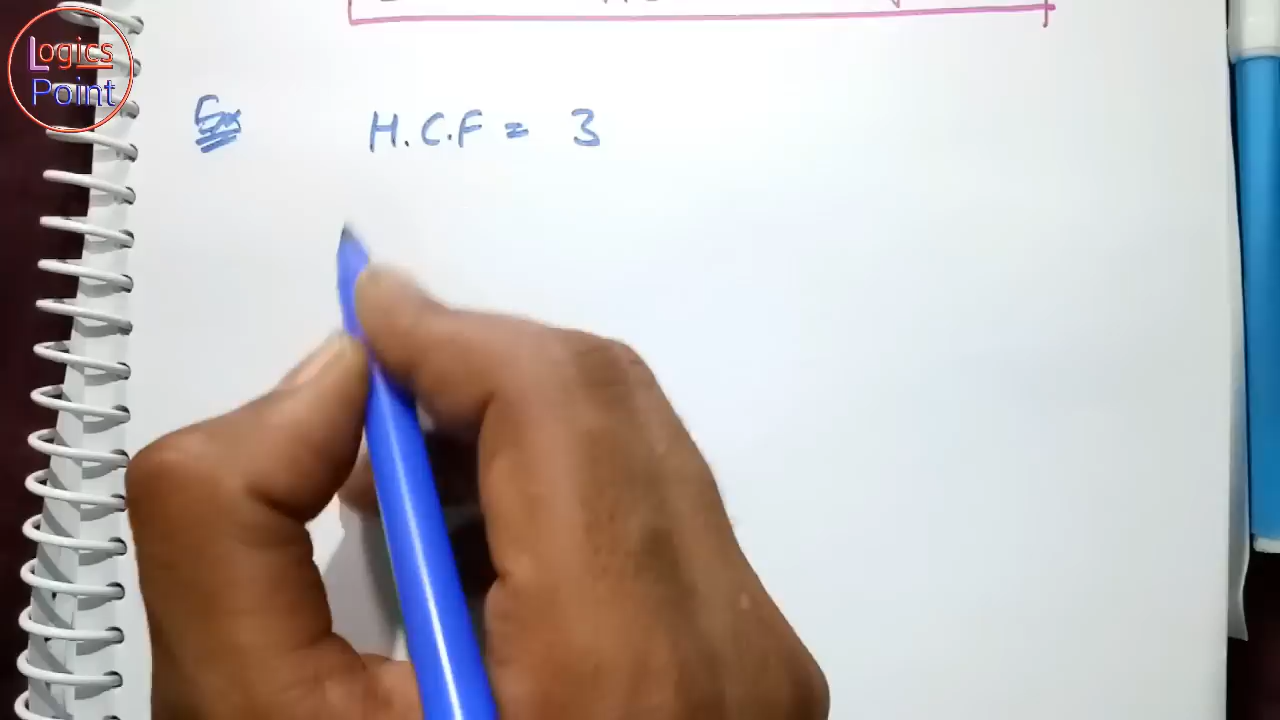 Logics
Point
Ex H.C.F = 3